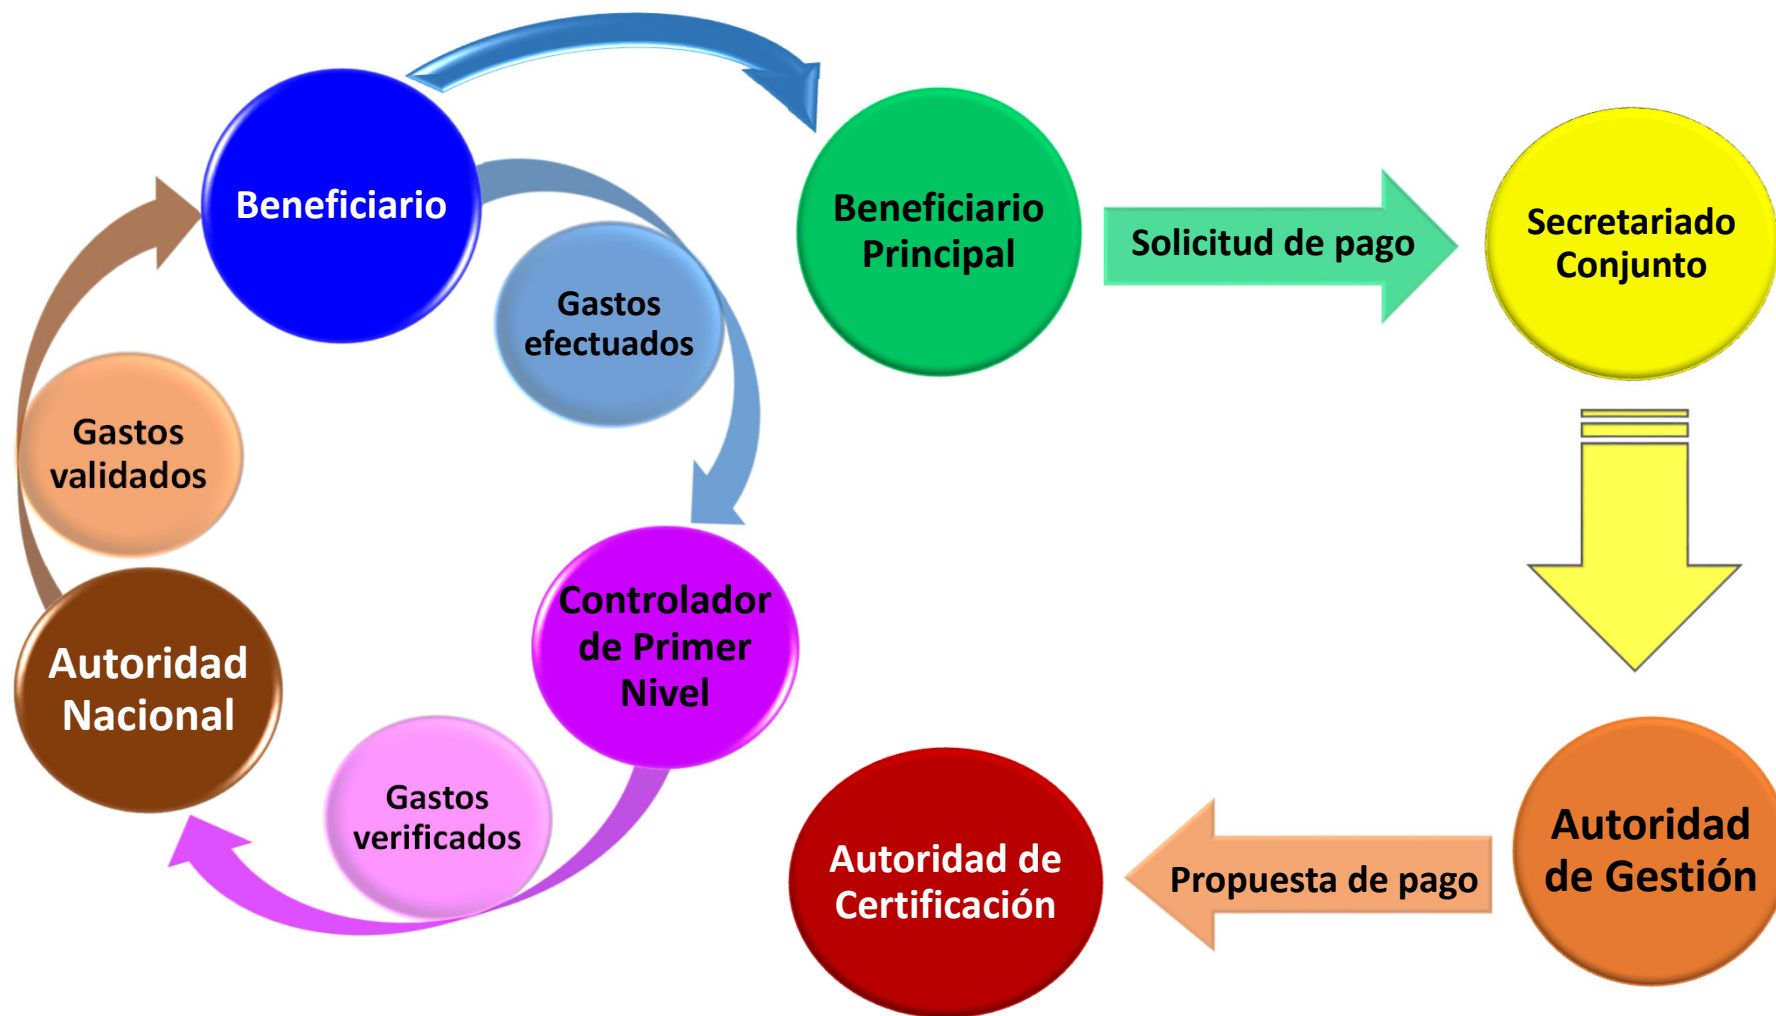 Beneficiario
Beneficiario
Principal
Solicitud de pago
Secretariado
Conjunto
Gastos
efectuados
Gastos
validados
Controlador
de Primer
Nivel
Autoridad
Nacional
Gastos
verificados
Autoridad de
Certificación
Propuesta de pago
Autoridad
de Gestión